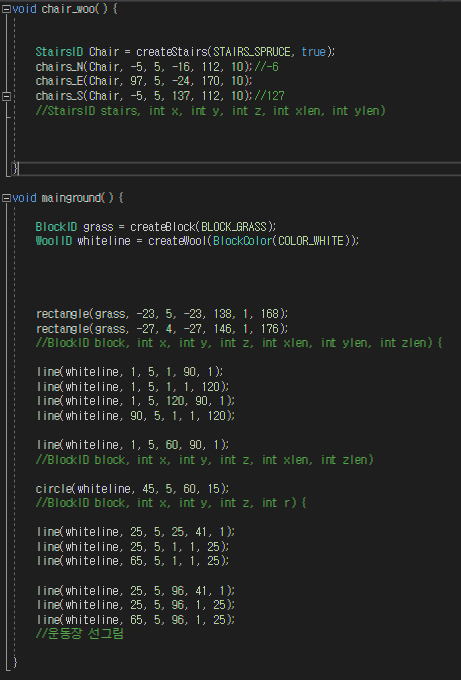 void chair_woo() {
StairsID Chair = createStairs(STAIRS_SPRUCE, true);
chairs_N(Chair, -5, 5, -16, 112, 10);//-6
chairs_E(Chair, 97, 5, -24, 170, 10);
chairs_S(Chair, -5, 5, 137, 112, 10);//127
//StairsID stairs, int x, int y, int z, int xlen, int ylen)
}
void mainground() {
BlockID grass = createBlock(BLOCK_GRASS);
WoolID whiteline = createWool(BlockColor(COLOR_WHITE));
rectangle(grass, -23, 5, -23, 138, 1, 168);
rectangle(grass, -27, 4, -27, 146, 1, 176);
//BlockID block, int x, int y, int z, int xlen, int ylen, int zlen) {
line(whiteline, 1, 5, 1, 90, 1);
line(whiteline, 1, 5, 1, 1, 120);
line(whiteline, 1, 5, 120, 90, 1);
line(whiteline, 90, 5, 1, 1, 120);
line(whiteline, 1, 5, 60, 90, 1);
//BlockID block, int x, int y, int z, int xlen, int zlen)
circle(whiteline, 45, 5, 60, 15);
//BlockID block, int x, int y, int z, int r) {
line(whiteline, 25, 5, 25, 41, 1);
line(whiteline, 25, 5, 1, 1, 25);
line(whiteline, 65, 5, 1, 1, 25);
line(whiteline, 25, 5, 96, 41, 1);
line(whiteline, 25, 5, 96, 1, 25);
line(whiteline, 65, 5, 96, 1, 25);
//운동장 선그림
}